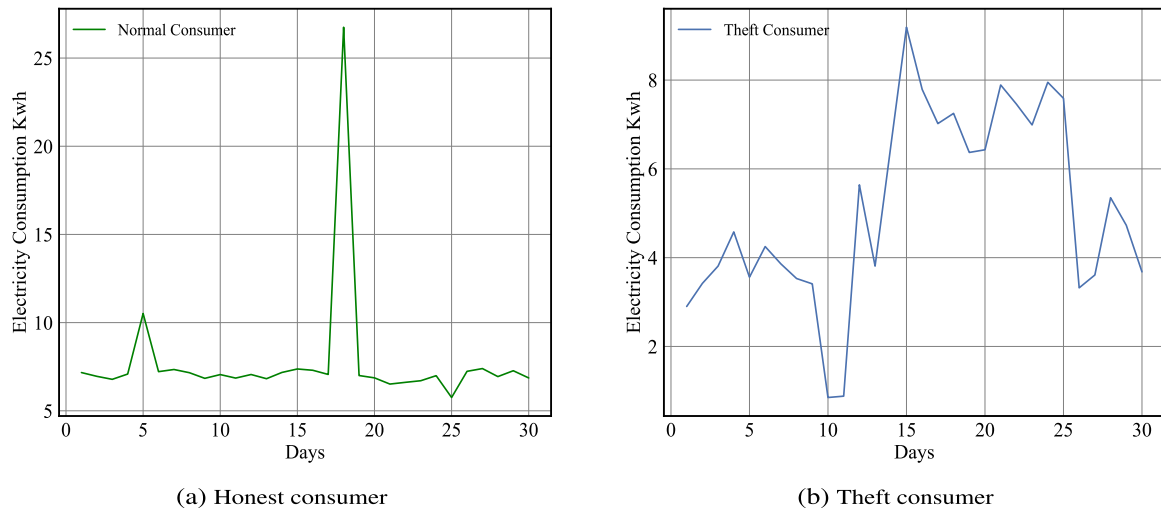 Normal Consumer
Electricity Consumption Kwh
25
20
15
10
5
0 5 10 15 20 25 30
Days
(a) Honest consumer
Theft Consumer
Electricity Consumption Kwh
8
6
4
2
0 5 10 15 20 25 30
Days
(b) Theft consumer